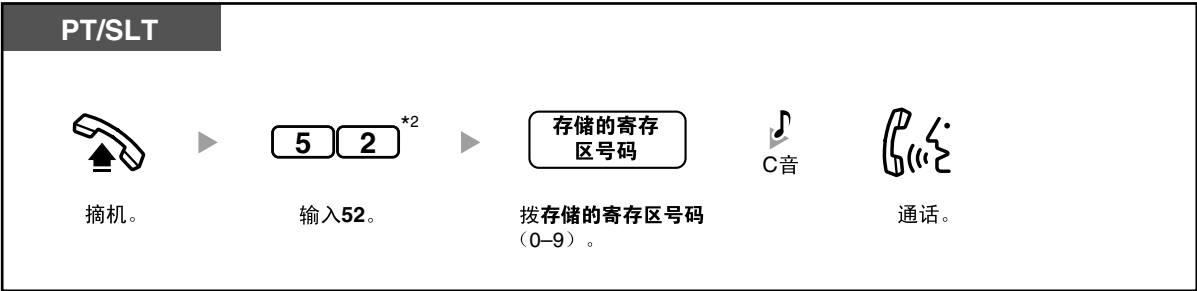 PT/SLT
5 2 *2
存储的寄存
区号码
C音
摘机。
输入52。
拨存储的寄存区号码
（0–9）。
通话。